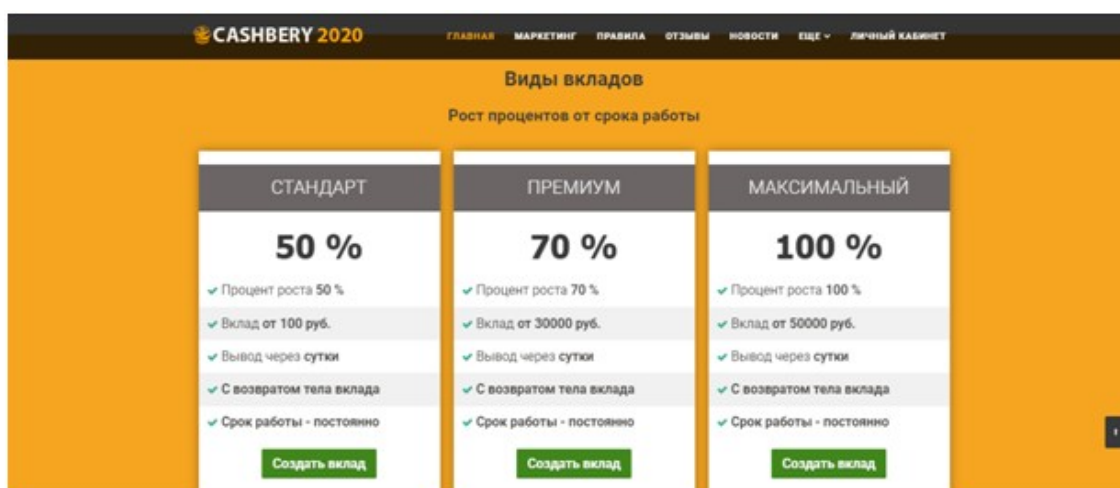 CASHBERY 2020
ГЛАВНАЯ МАРКЕТИНГ ПРАВИЛА ОТЗЫВЫ НОВОСТИ ЕЩЕ ЛИЧНЫЙ КАБИНЕТ
Виды вкладов
Рост процентов от срока работы
СТАНДАРТ
50 %
Процент роста 50 %
Вклад от 100 руб.
Вывод через сутки
С возвратом тела вклада
Срок работы - постоянно
Создать вклад
ПРЕМИУМ
70 %
Процент роста 70 %
Вклад от 30000 руб.
Вывод через сутки
С возвратом тела вклада
Срок работы - постоянно
Создать вклад
МАКСИМАЛЬНЫЙ
100 %
Процент роста 100 %
Вклад от 50000 руб.
Вывод через сутки
С возвратом тела вклада
Срок работы - постоянно
Создать вклад